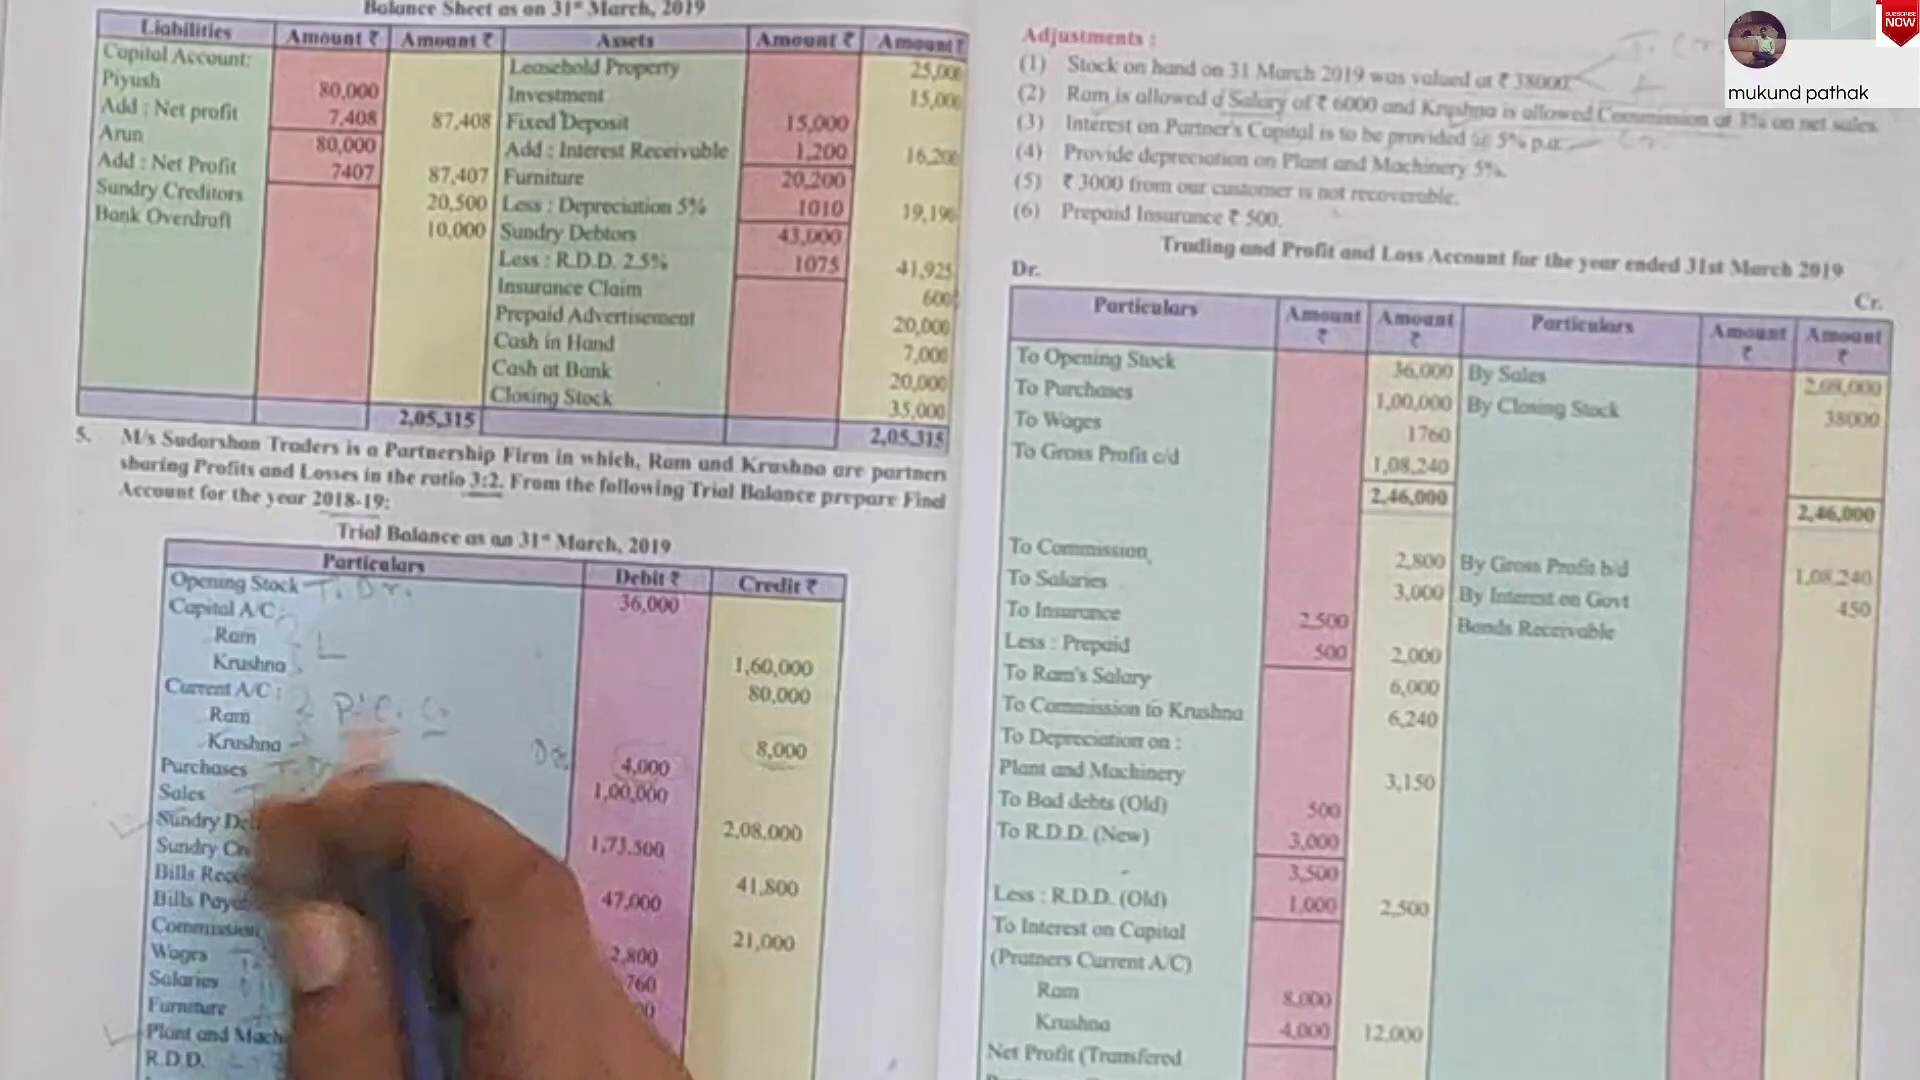 Balance Sheet as on 31st March, 2019
Liabilities Amount ₹ Amount ₹ Assets Amount ₹ Amount ₹
Capital Account: Leasehold Property 25,000
Piyush 80,000 Investment 15,000
Add : Net profit 7,408 87,408 Fixed Deposit 15,000
Arun 80,000 Add : Interest Receivable 1,200 16,200
Add : Net Profit 7407 87,407 Furniture 20,200
Sundry Creditors 20,500 Less : Depreciation 5% 1010 19,190
Bank Overdraft 10,000 Sundry Debtors 43,000
Less : R.D.D. 2.5% 1075 41,925
Insurance Claim 600
Prepaid Advertisement 20,000
Cash in Hand 7,000
Cash at Bank 20,000
Closing Stock 35,000
2,05,315 2,05,315
5. M/s Sudarshan Traders is a Partnership Firm in which, Ram and Krushna are partners
sharing Profits and Losses in the ratio 3:2. From the following Trial Balance prepare Final
Account for the year 2018-19:
Trial Balance as an 31st March, 2019
Particulars Debit ₹ Credit ₹
Opening Stock T. Dr. 36,000
Capital A/C:
Ram L 1,60,000
Krushna 80,000
Current A/C :
Ram 8,000
Krushna Dr. 4,000
Purchases 1,00,000
Sales 2,08,000
Sundry 1,73,500
Sundry 41,800
Bills 47,000
Bills 21,000
Commission 2,800
Wages 760
Salaries
Furniture
Plant and
R.D.D.
Adjustments :
(1) Stock on hand on 31 March 2019 was valued at ₹ 38000
(2) Ram is allowed a Salary of ₹ 6000 and Krushna is allowed Commission at 3% on net sales
(3) Interest on Partner's Capital is to be provided @ 5% p.a.
(4) Provide depreciation on Plant and Machinery 5%.
(5) ₹ 3000 from our customer is not recoverable.
(6) Prepaid Insurance ₹ 500.
Trading and Profit and Loss Account for the year ended 31st March 2019
Dr. Cr.
Particulars Amount ₹ Amount ₹ Particulars Amount ₹ Amount ₹
To Opening Stock 36,000 By Sales 2,08,000
To Purchases 1,00,000 By Closing Stock 38000
To Wages 1760
To Gross Profit c/d 1,08,240
2,46,000 2,46,000
To Commission 2,800 By Gross Profit b/d 1,08,240
To Salaries 3,000 By Interest on Govt 450
To Insurance 2,500 Bonds Receivable
Less : Prepaid 500 2,000
To Ram's Salary 6,000
To Commission to Krushna 6,240
To Depreciation on :
Plant and Machinery 3,150
To Bad debts (Old) 500
To R.D.D. (New) 3,000
3,500
Less : R.D.D. (Old) 1,000 2,500
To Interest on Capital
(Pratners Current A/C)
Ram 8,000
Krushna 4,000 12,000
Net Profit (Transfered
SUBSCRIBE
NOW
mukund pathak